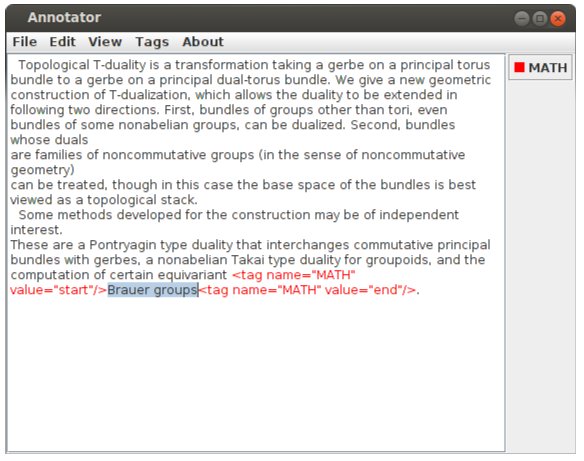 Annotator
File Edit View Tags About
Topological T-duality is a transformation taking a gerbe on a principal torus
bundle to a gerbe on a principal dual-torus bundle. We give a new geometric
construction of T-dualization, which allows the duality to be extended in
following two directions. First, bundles of groups other than tori, even
bundles of some nonabelian groups, can be dualized. Second, bundles
whose duals
are families of noncommutative groups (in the sense of noncommutative
geometry)
can be treated, though in this case the base space of the bundles is best
viewed as a topological stack.
Some methods developed for the construction may be of independent
interest.
These are a Pontryagin type duality that interchanges commutative principal
bundles with gerbes, a nonabelian Takai type duality for groupoids, and the
computation of certain equivariant <tag name="MATH"
value="start"/>Brauer groups<tag name="MATH" value="end"/>.
MATH